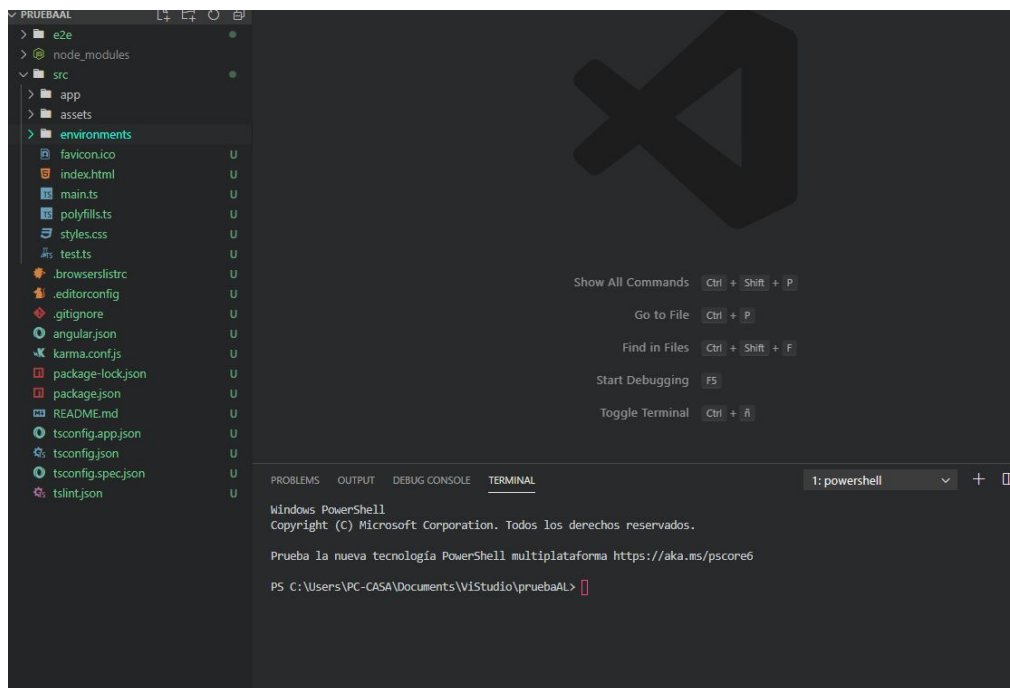 PRUEBAAL
e2e
node_modules
src
app
assets
environments
favicon.ico U
index.html U
main.ts U
polyfills.ts U
styles.css U
test.ts U
.browserslistrc U
.editorconfig U
.gitignore U
angular.json U
karma.conf.js U
package-lock.json U
package.json U
README.md U
tsconfig.app.json U
tsconfig.json U
tsconfig.spec.json U
tslint.json U
Show All Commands Ctrl + Shift + P
Go to File Ctrl + P
Find in Files Ctrl + Shift + F
Start Debugging F5
Toggle Terminal Ctrl + ñ
PROBLEMS OUTPUT DEBUG CONSOLE TERMINAL 1: powershell
Windows PowerShell
Copyright (C) Microsoft Corporation. Todos los derechos reservados.
Prueba la nueva tecnología PowerShell multiplataforma https://aka.ms/pscore6
PS C:\Users\PC-CASA\Documents\ViStudio\pruebaAL>